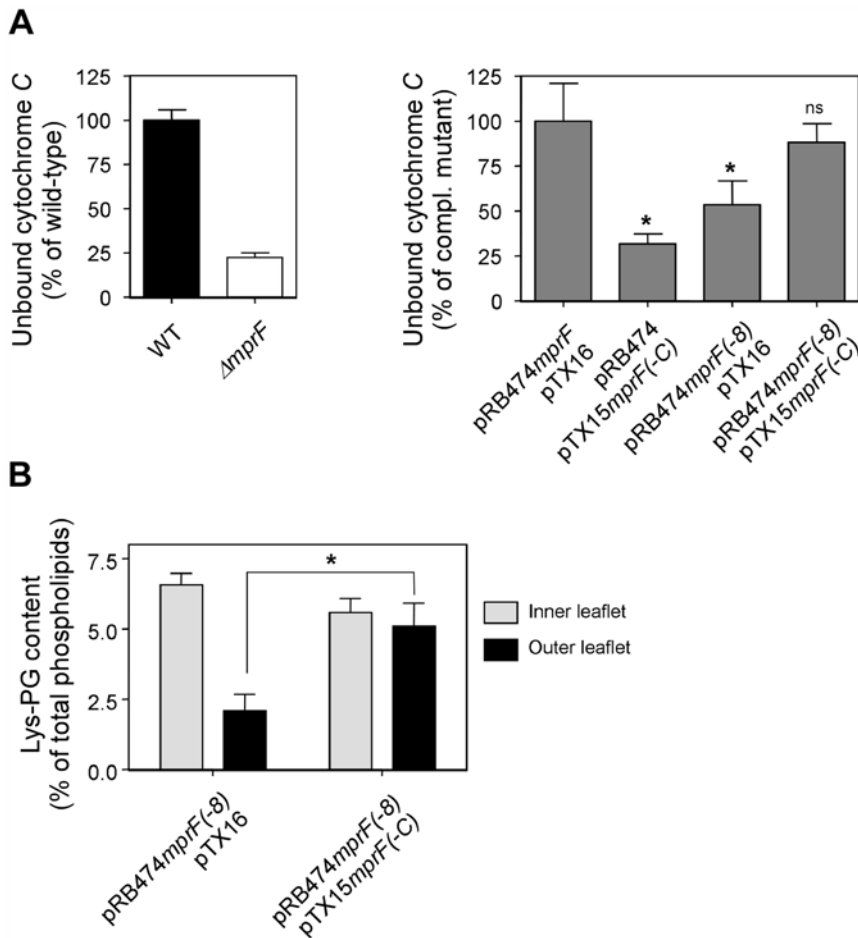 A
Unbound cytochrome C
(% of wild-type)
125
100
75
50
25
0
WT
ΔmprF
Unbound cytochrome C
(% of compl. mutant)
125
100
75
50
25
0
*
*
ns
pRB474mprF
pTX16
pRB474
pTX15mprF(-C)
pRB474mprF(-8)
pTX16
pRB474mprF(-8)
pTX15mprF(-C)
B
Lys-PG content
(% of total phospholipids)
7.5
5.0
2.5
0.0
*
Inner leaflet
Outer leaflet
pRB474mprF(-8)
pTX16
pRB474mprF(-8)
pTX15mprF(-C)